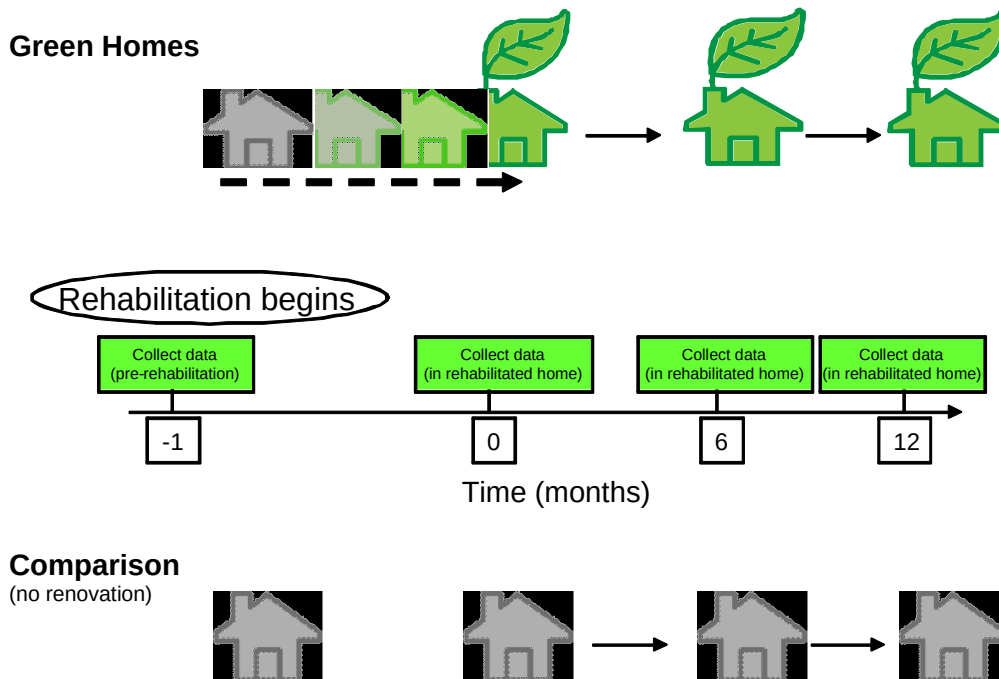 Green Homes
Rehabilitation begins
Collect data
(pre-rehabilitation)
Collect data
(in rehabilitated home)
Collect data
(in rehabilitated home)
Collect data
(in rehabilitated home)
-1
0
6
12
Time (months)
Comparison
(no renovation)